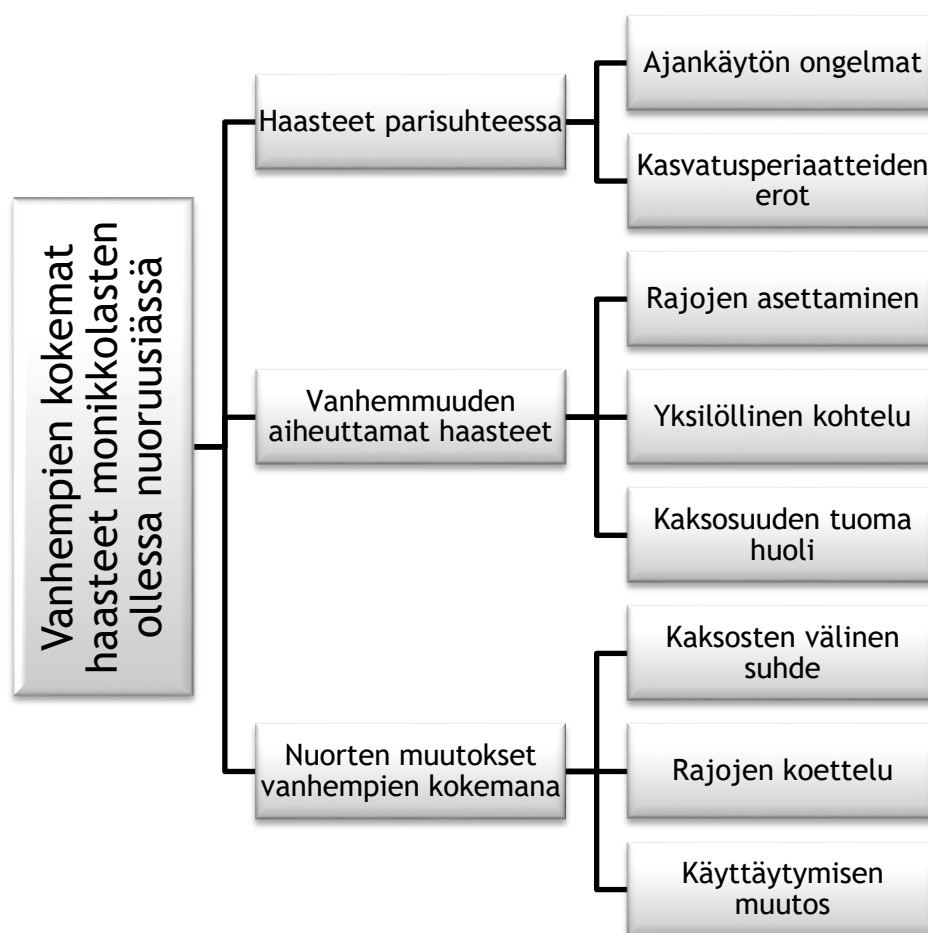 Vanhempien kokemat
haasteet monikkolasten
ollessa nuoruusiässä
Haasteet parisuhteessa
Ajankäytön ongelmat
Kasvatusperiaatteiden
erot
Vanhemmuuden
aiheuttamat haasteet
Rajojen asettaminen
Yksilöllinen kohtelu
Kaksosuuden tuoma
huoli
Nuorten muutokset
vanhempien kokemana
Kaksosten välinen
suhde
Rajojen koettelu
Käyttäytymisen
muutos